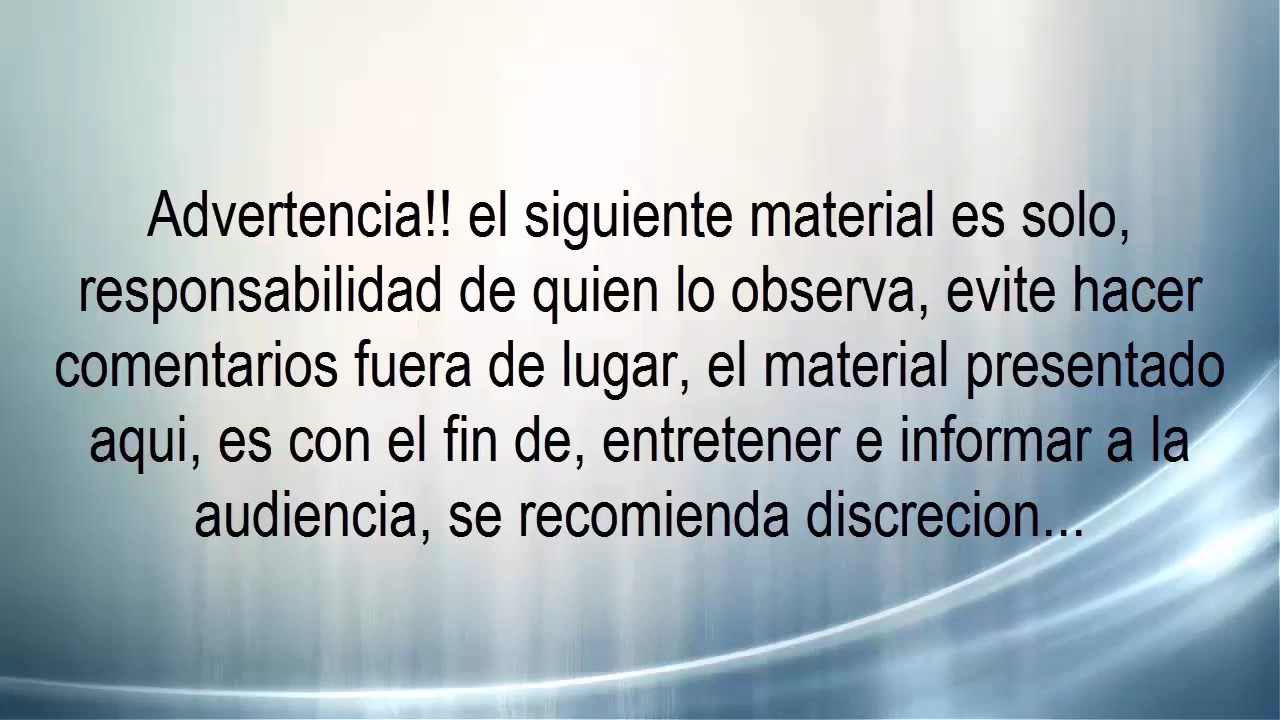 Advertencia!! el siguiente material es solo,
responsabilidad de quien lo observa, evite hacer
comentarios fuera de lugar, el material presentado
aqui, es con el fin de, entretener e informar a la
audiencia, se recomienda discrecion...